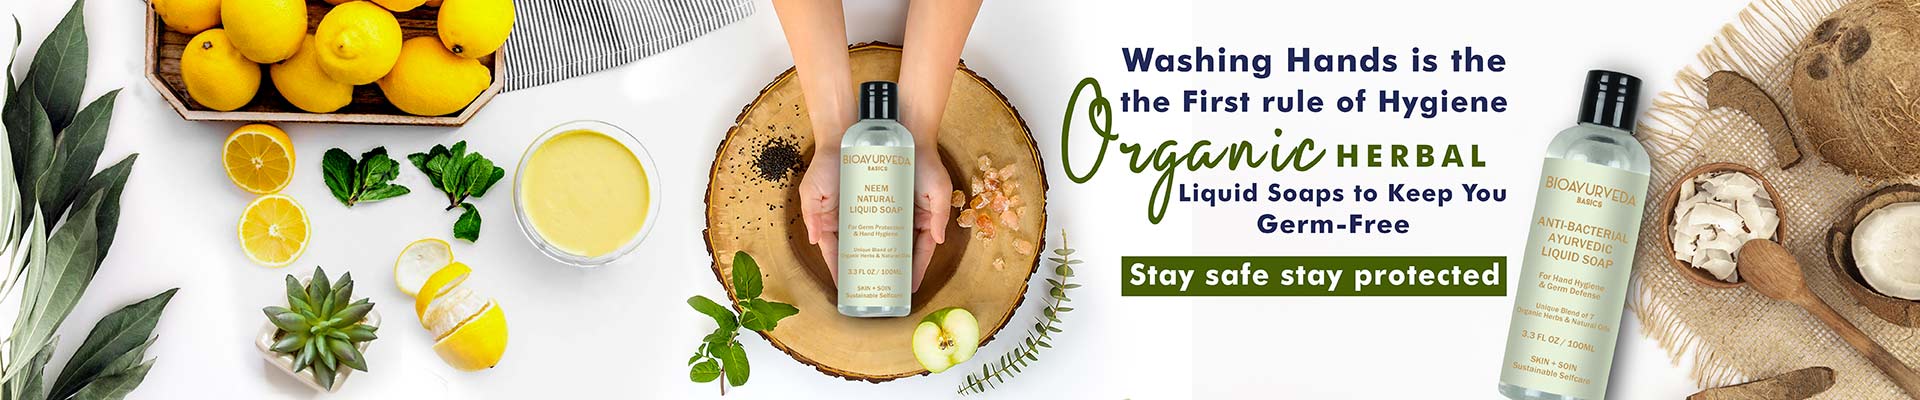 BIOAYURVEDA
BASICS
NEEM
NATURAL
LIQUID SOAP
For Germ Protection
& Hand Hygiene
Unique Blend of 7
Organic Herbs & Natural Oils
3.3 FL OZ / 100ML
SKIN + SOIN
Sustainable Selfcare
Washing Hands is the
the First rule of Hygiene
Organic HERBAL
Liquid Soaps to Keep You
Germ-Free
Stay safe stay protected
BIOAYURVEDA
BASICS
ANTI-BACTERIAL
AYURVEDIC
LIQUID SOAP
For Hand Hygiene
& Germ Defense
Unique Blend of 7
Organic Herbs & Natural Oils
3.3 FL OZ / 100ML
SKIN + SOIN
Sustainable Selfcare